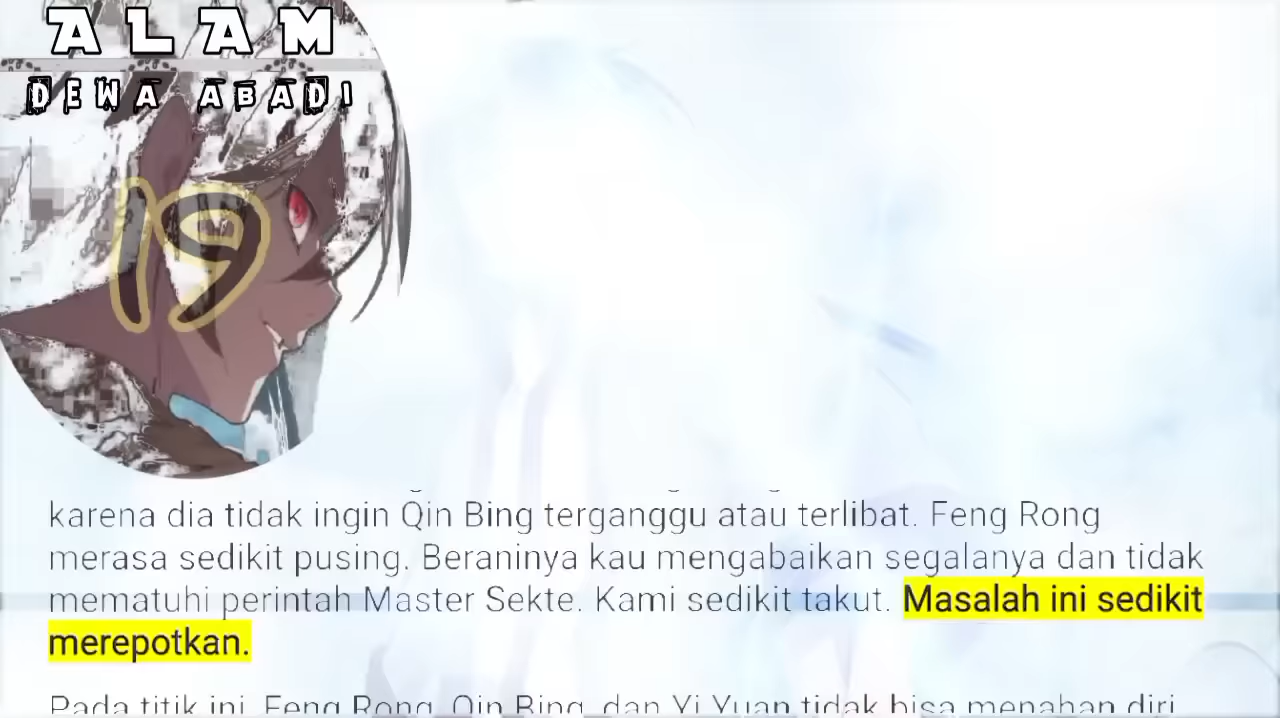 ALAM
DEWA ABADI
19
karena dia tidak ingin Qin Bing terganggu atau terlibat. Feng Rong
merasa sedikit pusing. Beraninya kau mengabaikan segalanya dan tidak
mematuhi perintah Master Sekte. Kami sedikit takut. Masalah ini sedikit
merepotkan.
Pada titik ini, Feng Rong, Qin Bing, dan Yi Yuan tidak bisa menahan diri